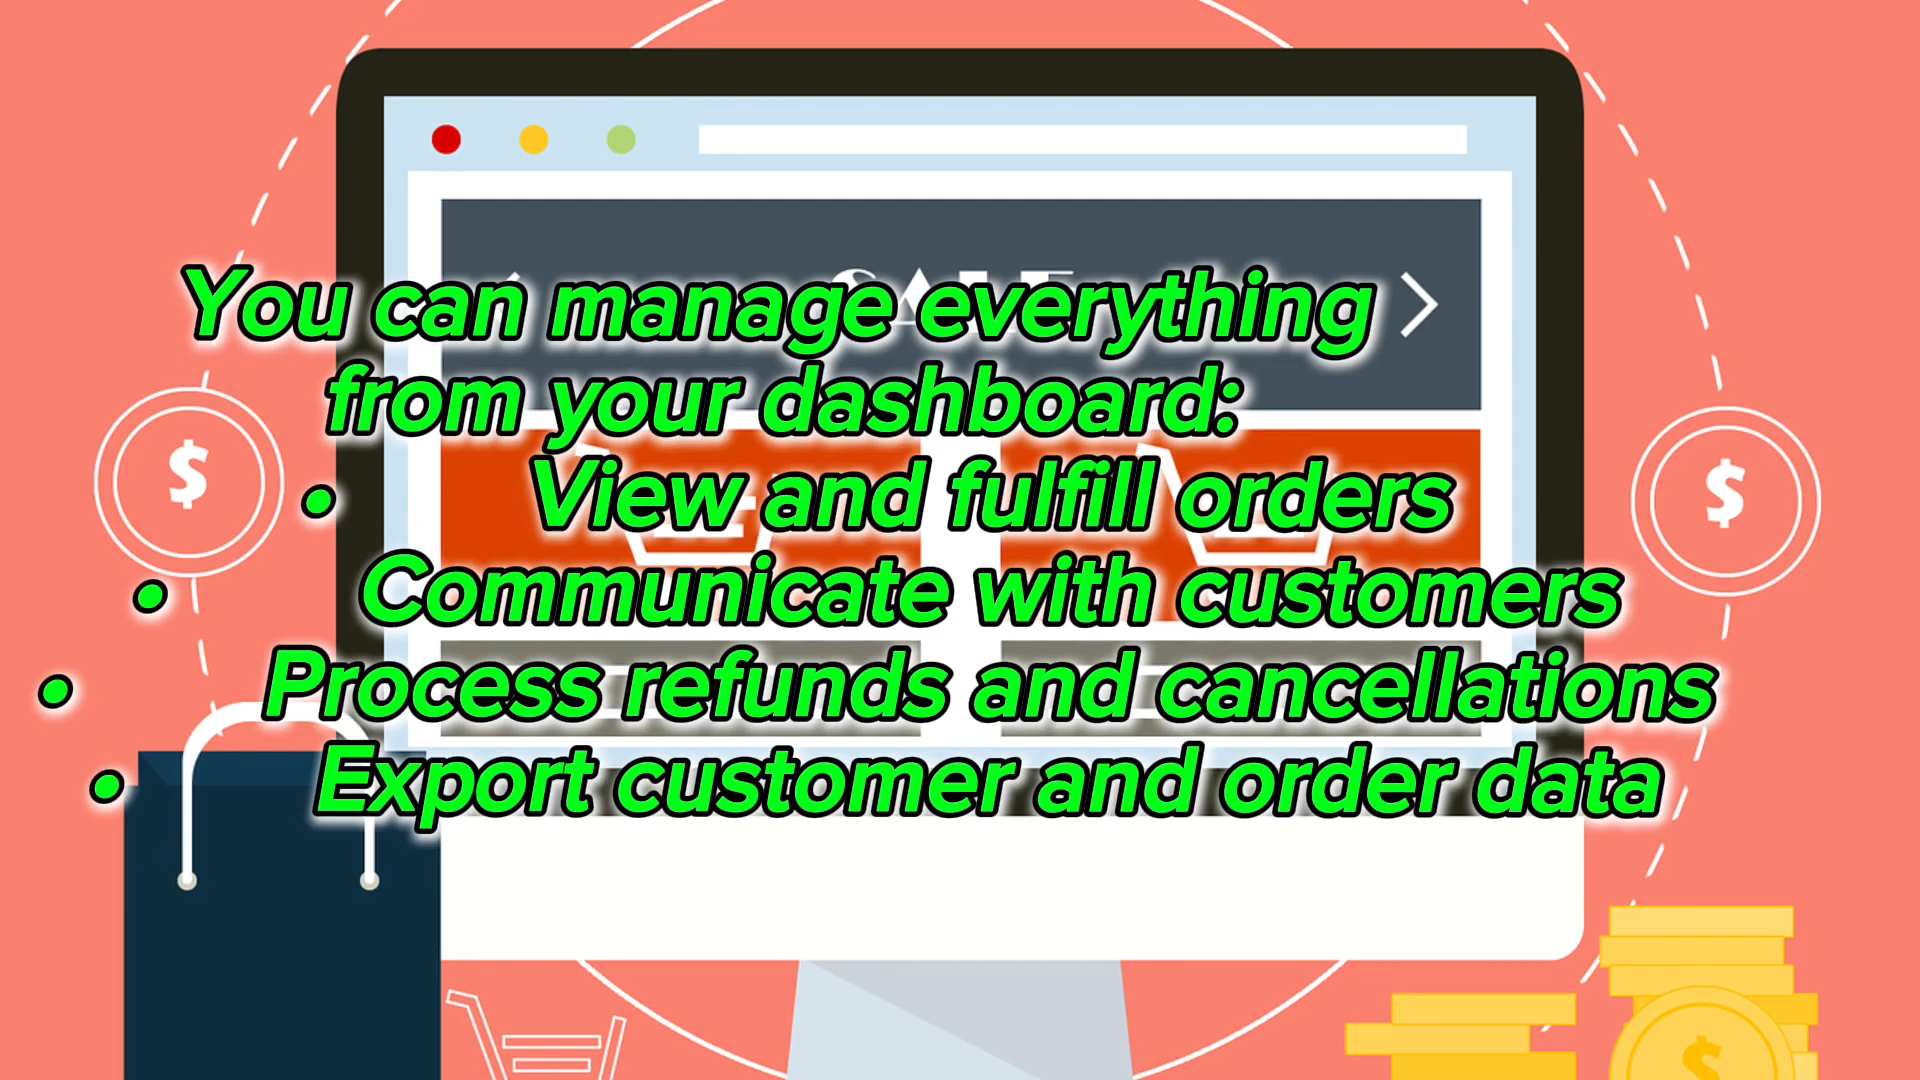 You can manage everything
from your dashboard:
• View and fulfill orders
• Communicate with customers
• Process refunds and cancellations
• Export customer and order data
$
$
$